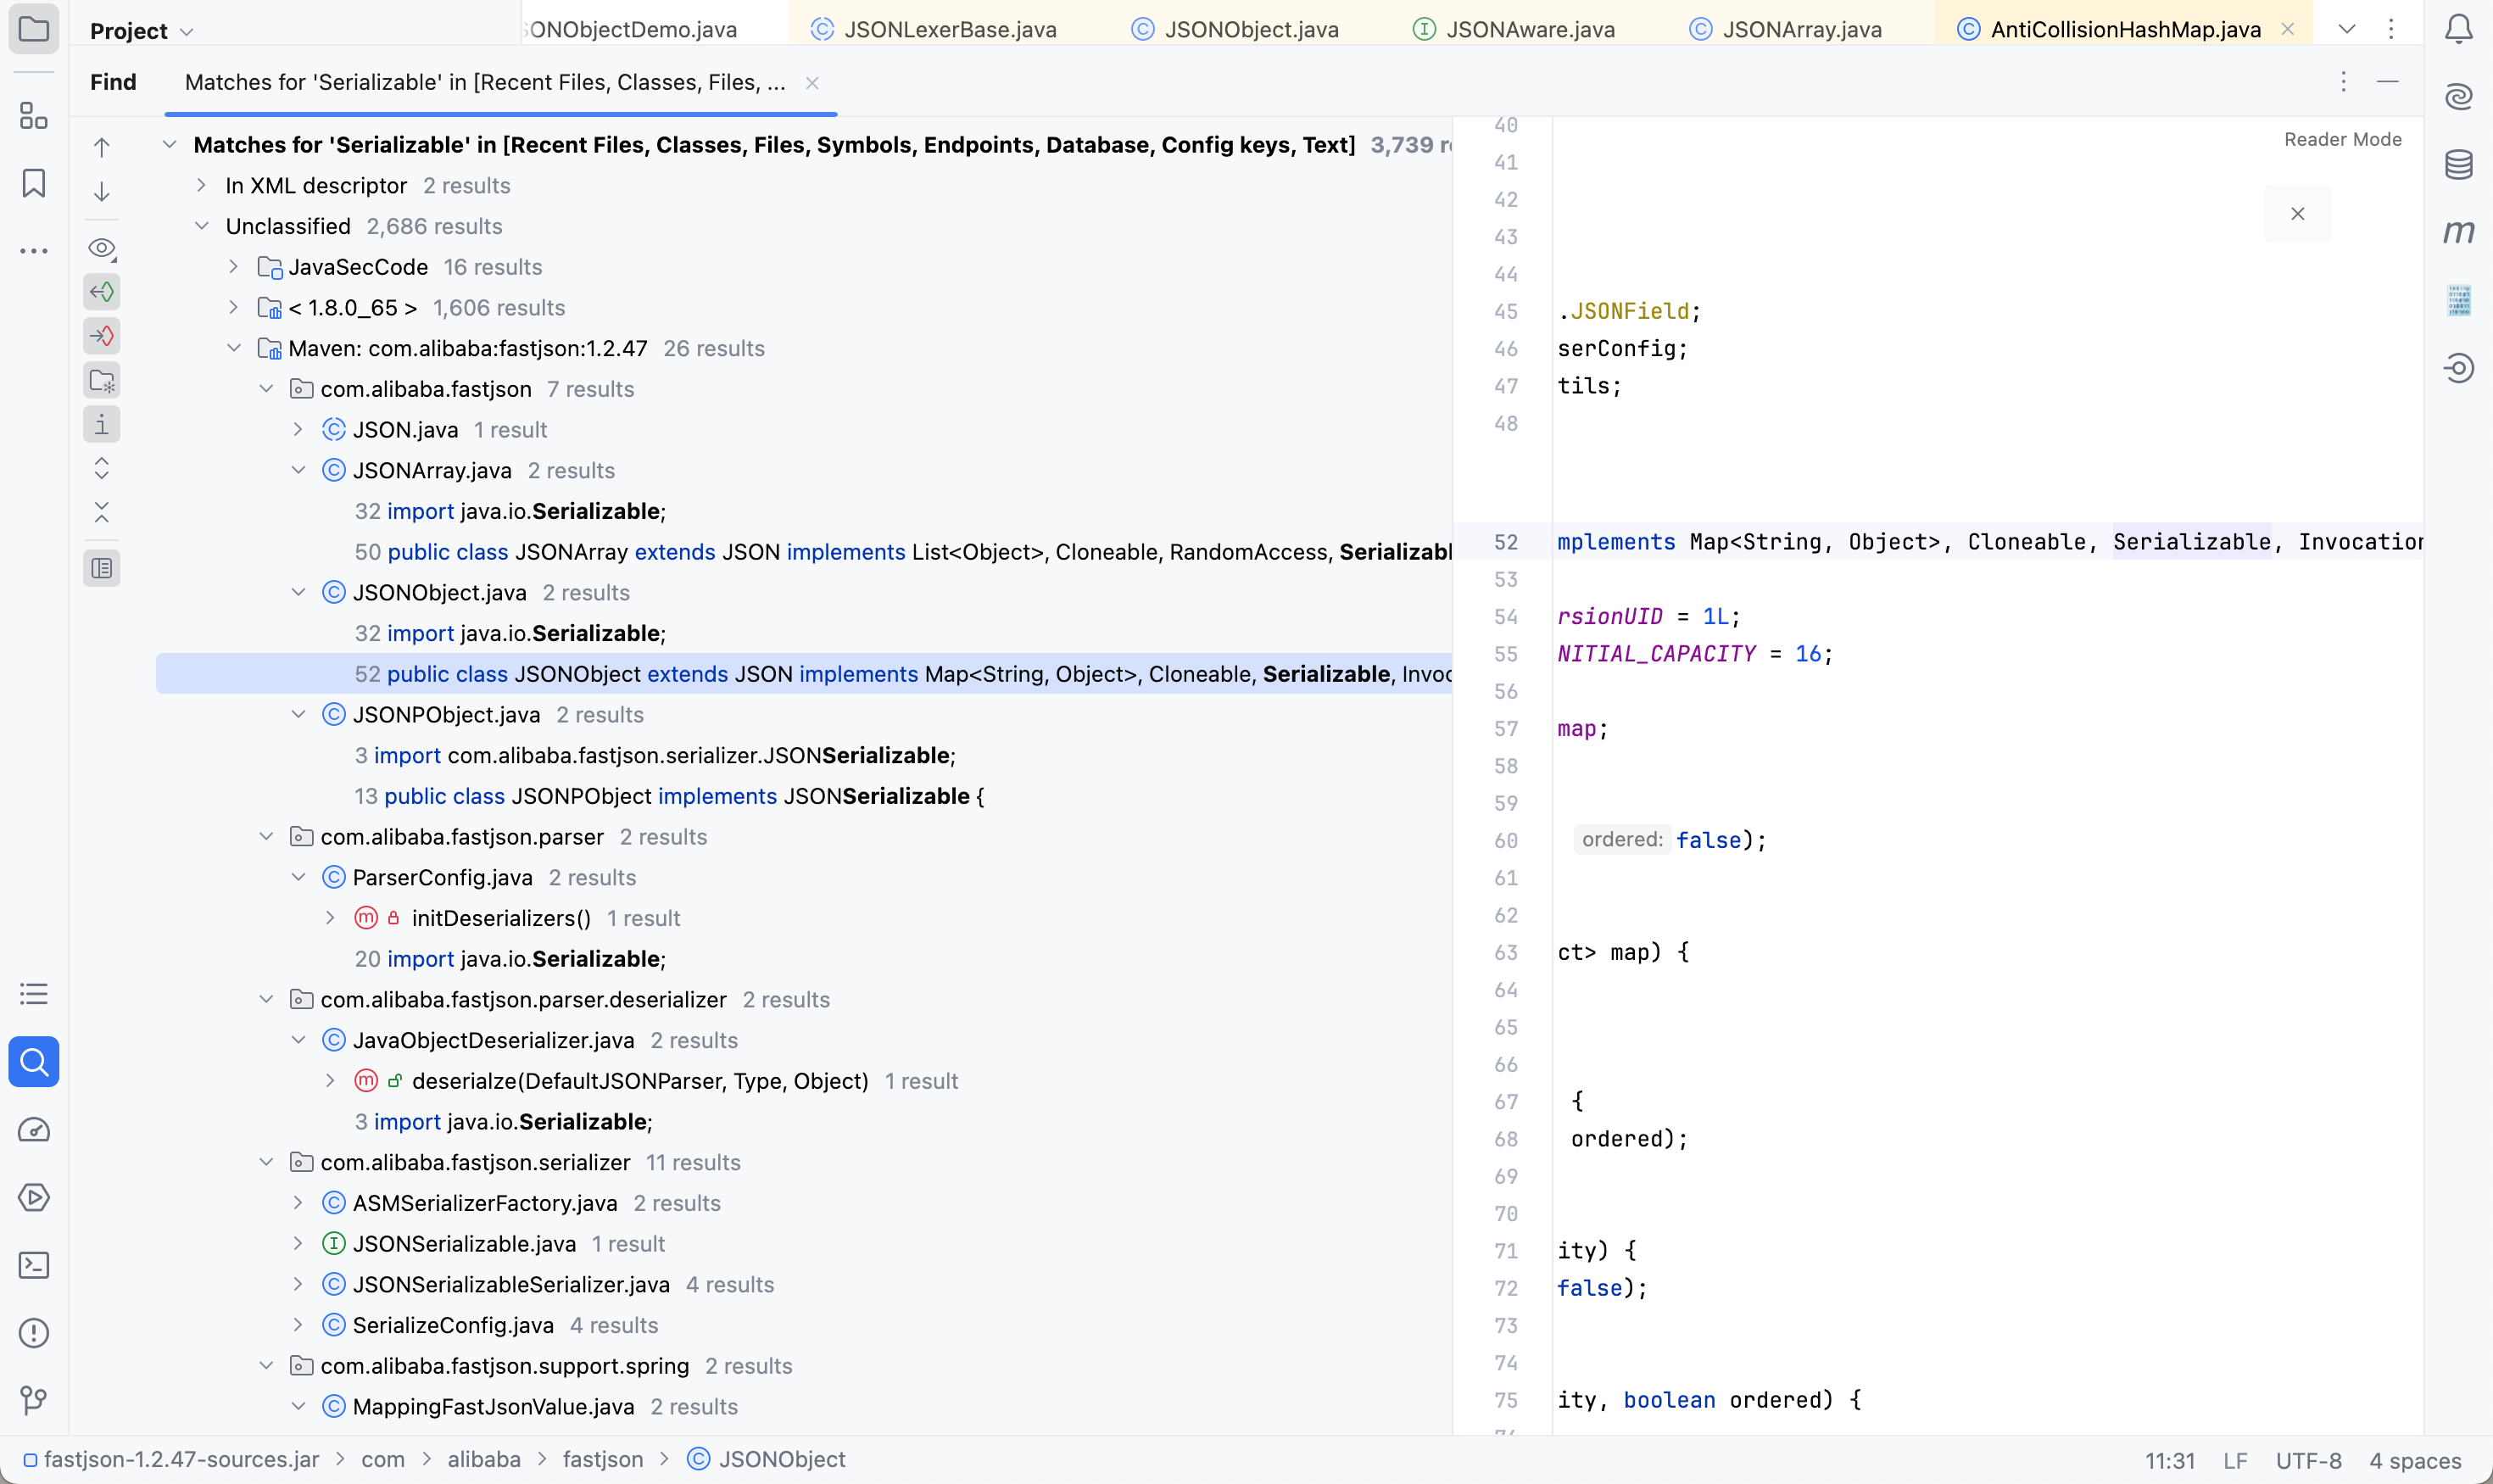 Project
ONObjectDemo.java
JSONLexerBase.java
JSONObject.java
JSONAware.java
JSONArray.java
AntiCollisionHashMap.java
Find
Matches for 'Serializable' in [Recent Files, Classes, Files, ...
Matches for 'Serializable' in [Recent Files, Classes, Files, Symbols, Endpoints, Database, Config keys, Text] 3,739
In XML descriptor 2 results
Unclassified 2,686 results
JavaSecCode 16 results
< 1.8.0_65 > 1,606 results
Maven: com.alibaba:fastjson:1.2.47 26 results
com.alibaba.fastjson 7 results
JSON.java 1 result
JSONArray.java 2 results
32 import java.io.Serializable;
50 public class JSONArray extends JSON implements List<Object>, Cloneable, RandomAccess, Serializabl
JSONObject.java 2 results
32 import java.io.Serializable;
52 public class JSONObject extends JSON implements Map<String, Object>, Cloneable, Serializable, Invoc
JSONPObject.java 2 results
3 import com.alibaba.fastjson.serializer.JSONSerializable;
13 public class JSONPObject implements JSONSerializable {
com.alibaba.fastjson.parser 2 results
ParserConfig.java 2 results
initDeserializers() 1 result
20 import java.io.Serializable;
com.alibaba.fastjson.parser.deserializer 2 results
JavaObjectDeserializer.java 2 results
deserialze(DefaultJSONParser, Type, Object) 1 result
3 import java.io.Serializable;
com.alibaba.fastjson.serializer 11 results
ASMSerializerFactory.java 2 results
JSONSerializable.java 1 result
JSONSerializableSerializer.java 4 results
SerializeConfig.java 4 results
com.alibaba.fastjson.support.spring 2 results
MappingFastJsonValue.java 2 results
Reader Mode
40
41
42
43
44
45 .JSONField;
46 serConfig;
47 tils;
48
52 mplements Map<String, Object>, Cloneable, Serializable, Invocation
53
54 rsionUID = 1L;
55 NITIAL_CAPACITY = 16;
56
57 map;
58
59
60 ordered: false);
61
62
63 ct> map) {
64
65
66
67 {
68 ordered);
69
70
71 ity) {
72 false);
73
74
75 ity, boolean ordered) {
m
fastjson-1.2.47-sources.jar > com > alibaba > fastjson > JSONObject
11:31 LF UTF-8 4 spaces